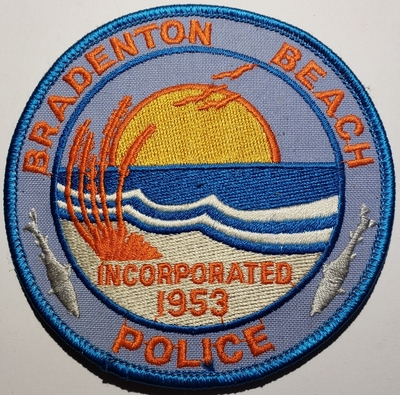 BRADENTON BEACH
INCORPORATED
1953
POLICE